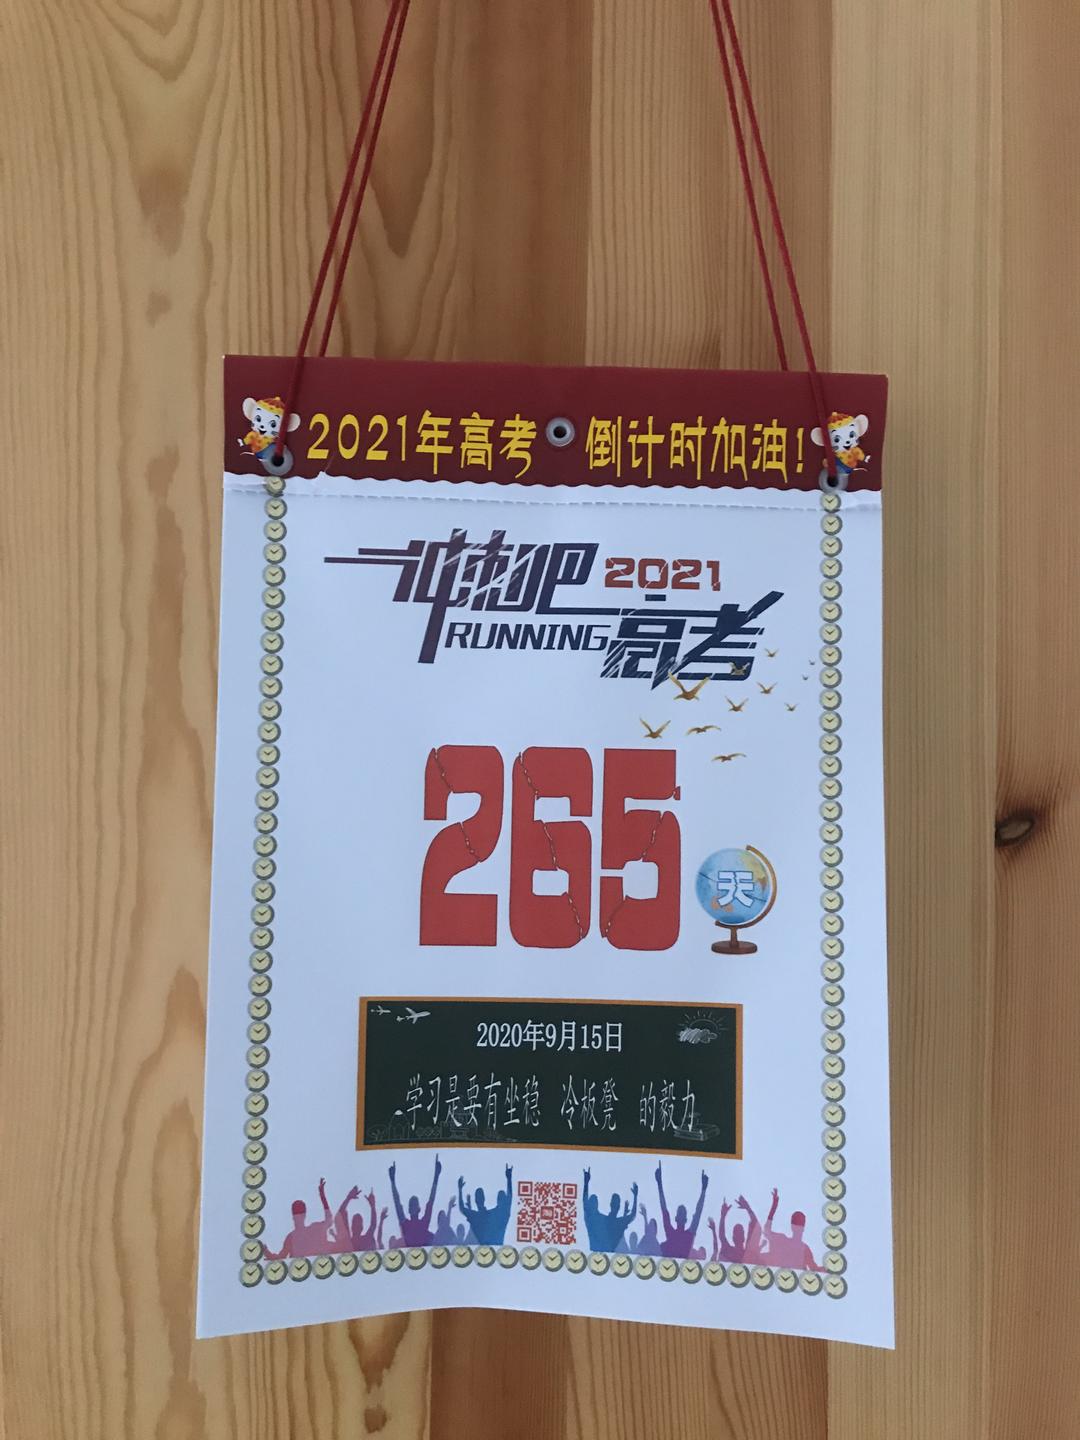 2021年高考 倒计时加油!
冲刺吧 2021
RUNNING 高考
265 天
2020年9月15日
学习是要有坐稳 冷板凳 的毅力